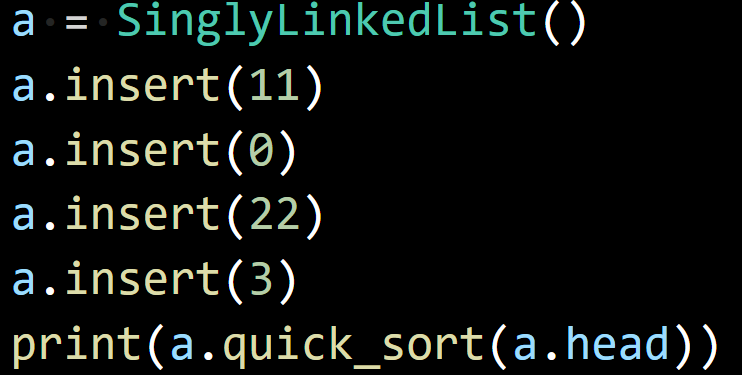 a = SinglyLinkedList()
a.insert(11)
a.insert(0)
a.insert(22)
a.insert(3)
print(a.quick_sort(a.head))